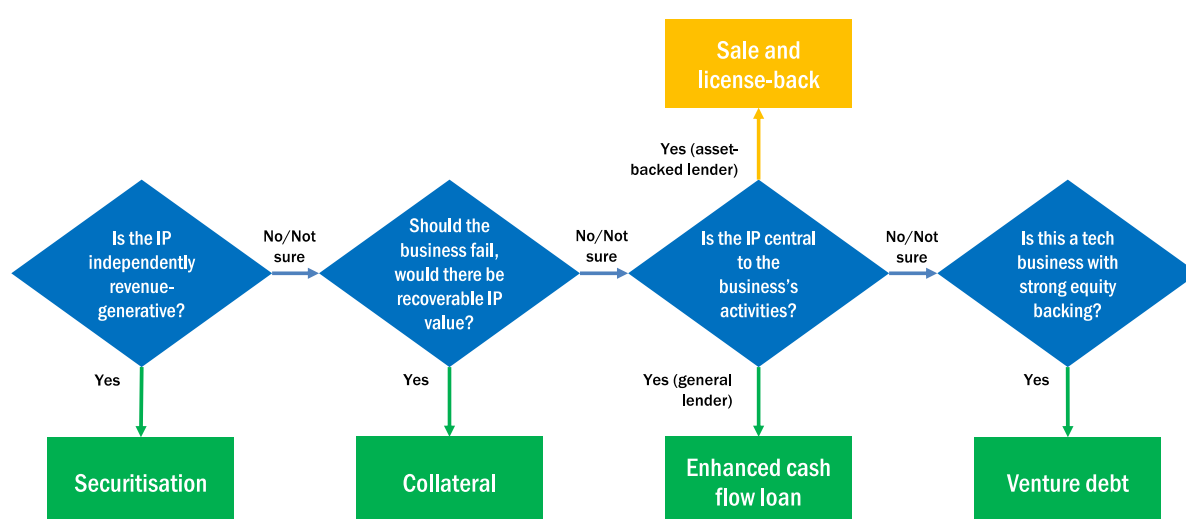 Sale and
license-back
Yes (asset-
backed lender)
Is the IP
independently
revenue-
generative?
No/Not
sure
Should the
business fail,
would there be
recoverable IP
value?
No/Not
sure
Is the IP central
to the
business's
activities?
No/Not
sure
Is this a tech
business with
strong equity
backing?
Yes
Yes
Yes (general
lender)
Yes
Securitisation
Collateral
Enhanced cash
flow loan
Venture debt